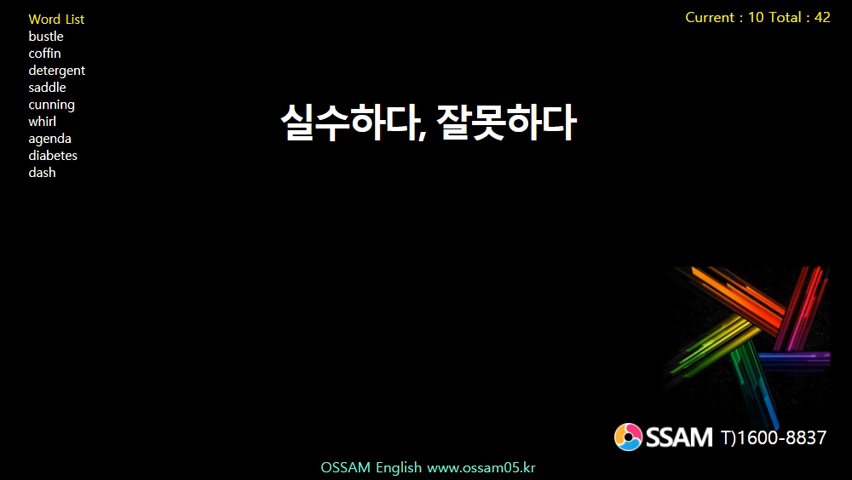 Word List
bustle
coffin
detergent
saddle
cunning
whirl
agenda
diabetes
dash
Current : 10 Total : 42
실수하다, 잘못하다
OSSAM T)1600-8837
OSSAM English www.ossam05.kr